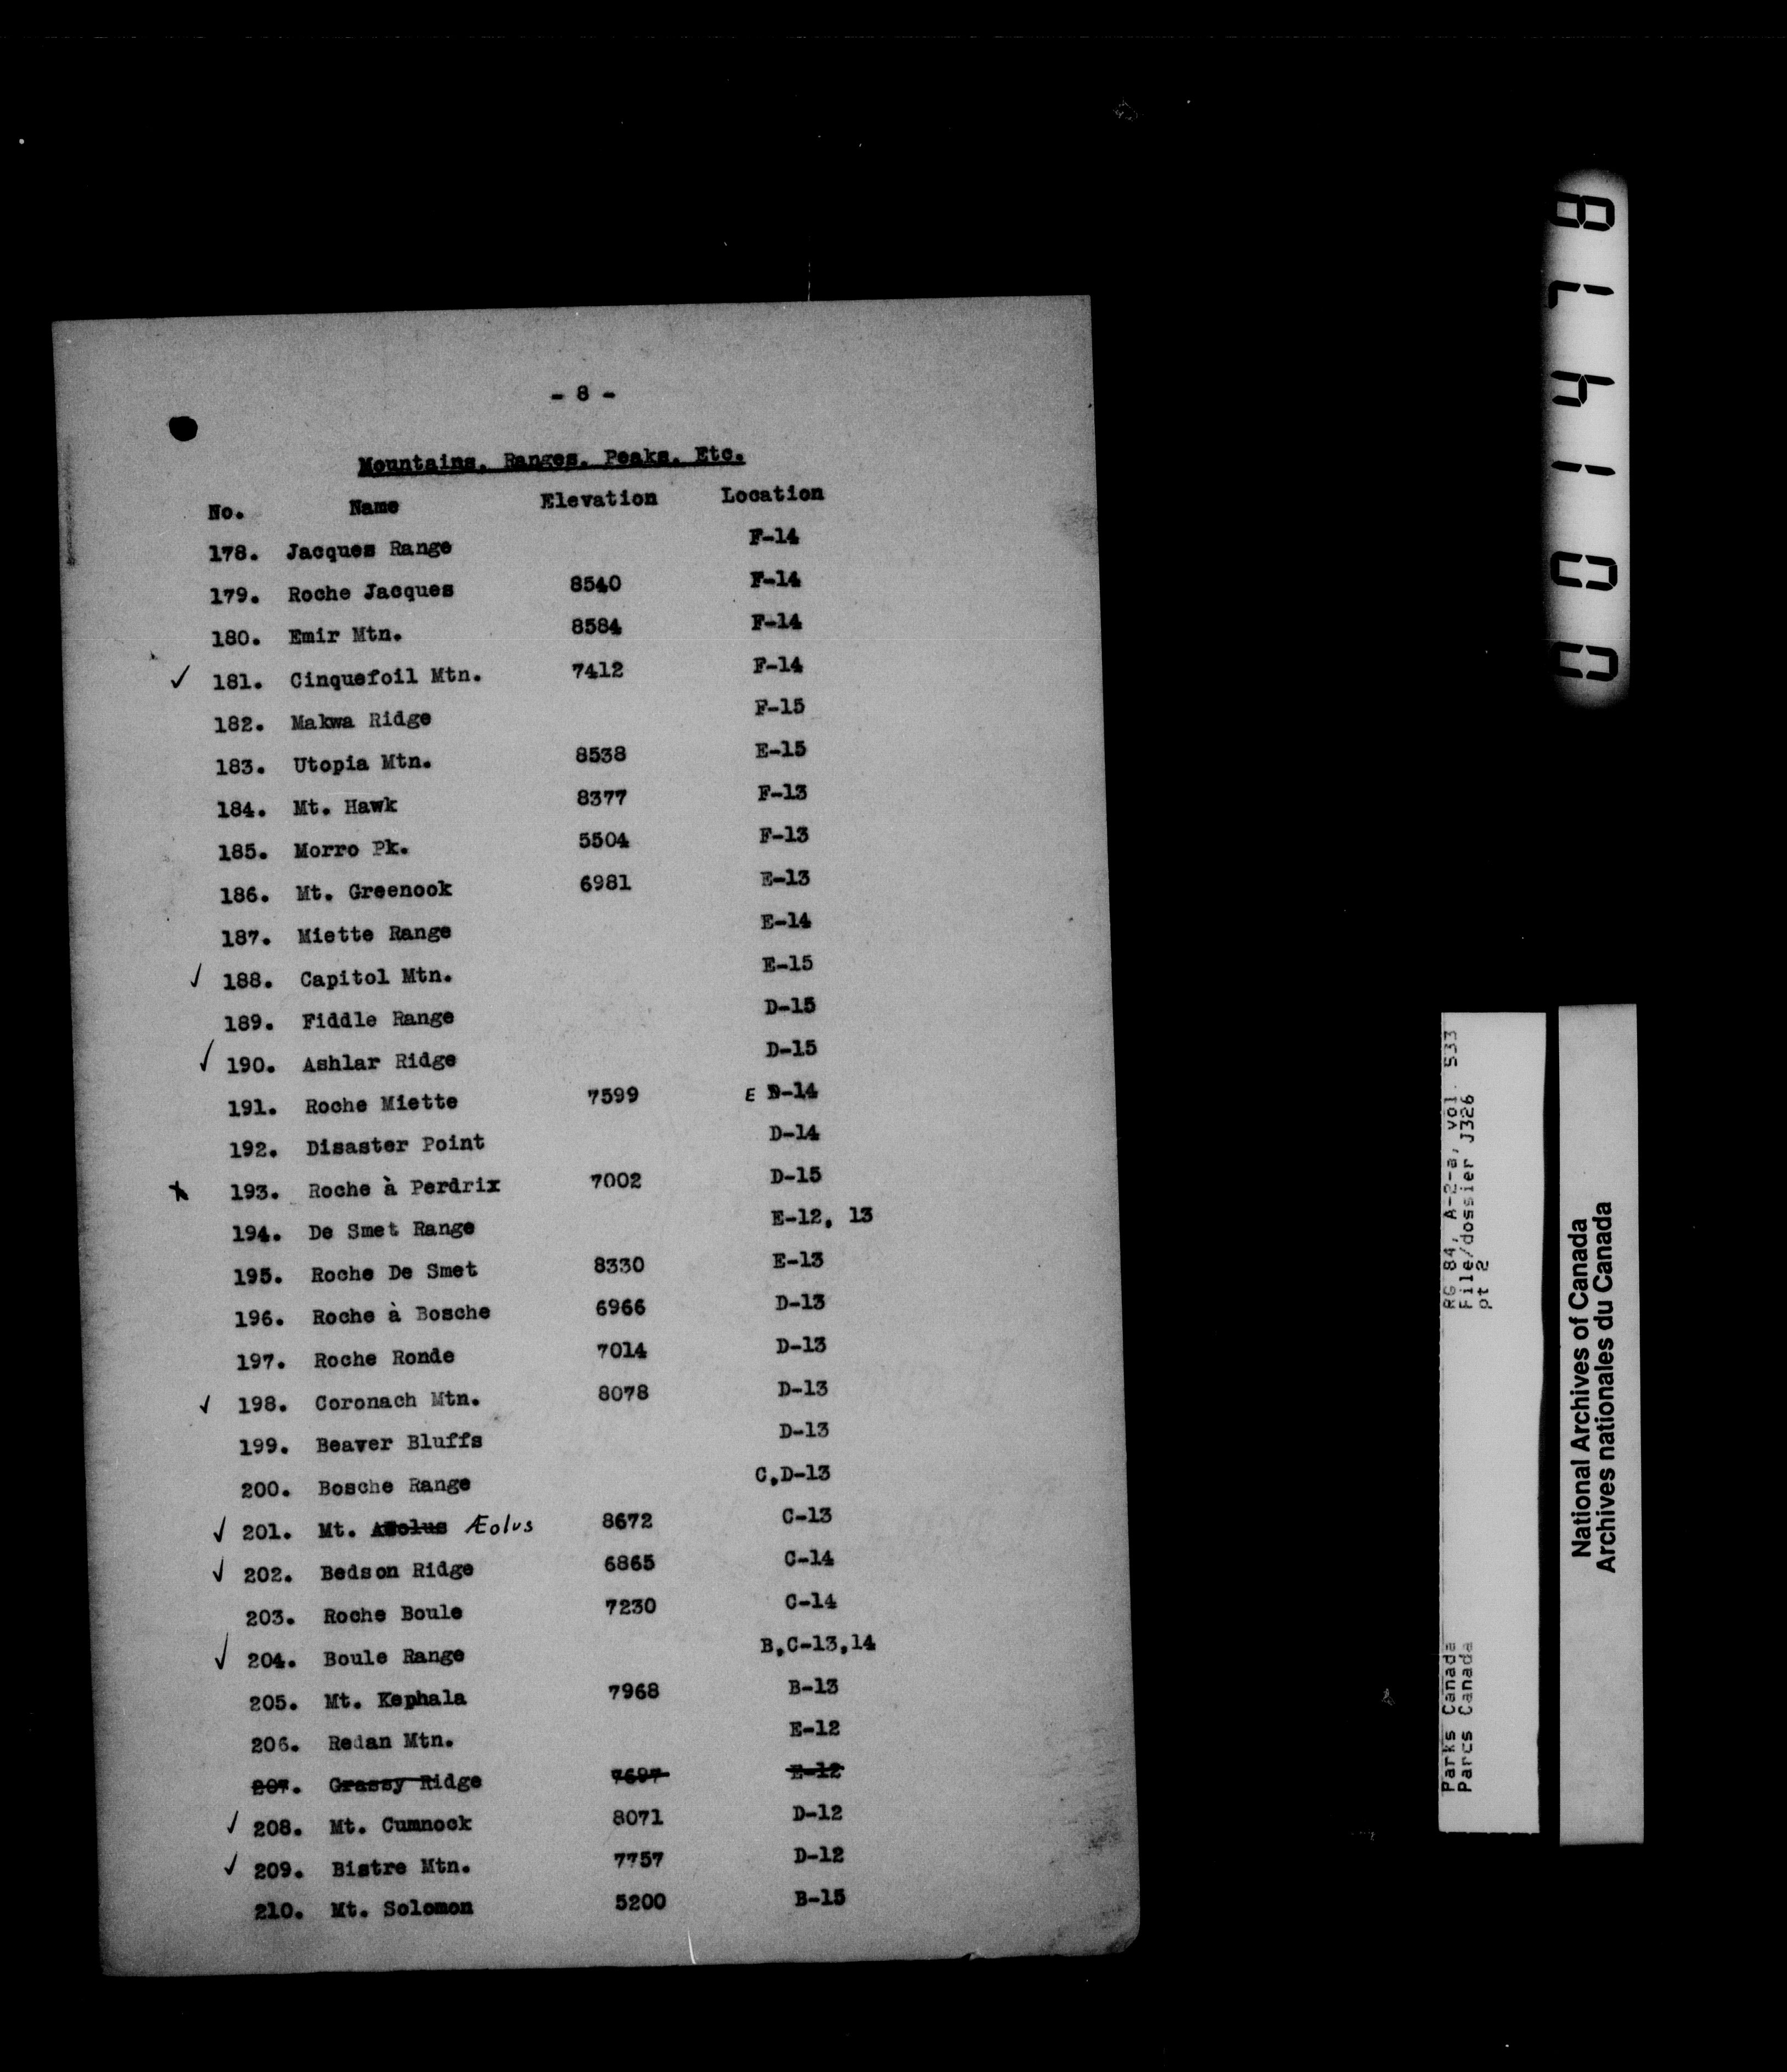 - 8 -
Mountains, Ranges, Peaks, Etc.
No. Name Elevation Location
178. Jacques Range F-14
179. Roche Jacques 8540 F-14
180. Emir Mtn. 8584 F-14
✓ 181. Cinquefoil Mtn. 7412 F-14
182. Makwa Ridge F-15
183. Utopia Mtn. 8538 E-15
184. Mt. Hawk 8377 F-13
185. Morro Pk. 5504 F-13
186. Mt. Greenock 6981 E-13
187. Miette Range E-14
✓ 188. Capitol Mtn. E-15
189. Fiddle Range D-15
✓ 190. Ashlar Ridge D-15
191. Roche Miette 7599 E D-14
192. Disaster Point D-14
x 193. Roche à Perdrix 7002 D-15
194. De Smet Range E-12, 13
195. Roche De Smet 8330 E-13
196. Roche à Bosche 6966 D-13
197. Roche Ronde 7014 D-13
✓ 198. Coronach Mtn. 8078 D-13
199. Beaver Bluffs D-13
200. Bosche Range C,D-13
✓ 201. Mt. Æolus 8672 C-13
✓ 202. Bedson Ridge 6865 C-14
203. Roche Boule 7230 C-14
✓ 204. Boule Range B,C-13,14
205. Mt. Kephala 7968 B-13
206. Redan Mtn. E-12
207. Grassy Ridge 7697 E-12
✓ 208. Mt. Cumnock 8071 D-12
✓ 209. Bistre Mtn. 7757 D-12
210. Mt. Solomon 5200 B-15
001478
RG 84, A-2-a, vol. 533
File/dossier J326
pt 2
Parks Canada
Parcs Canada
National Archives of Canada
Archives nationales du Canada